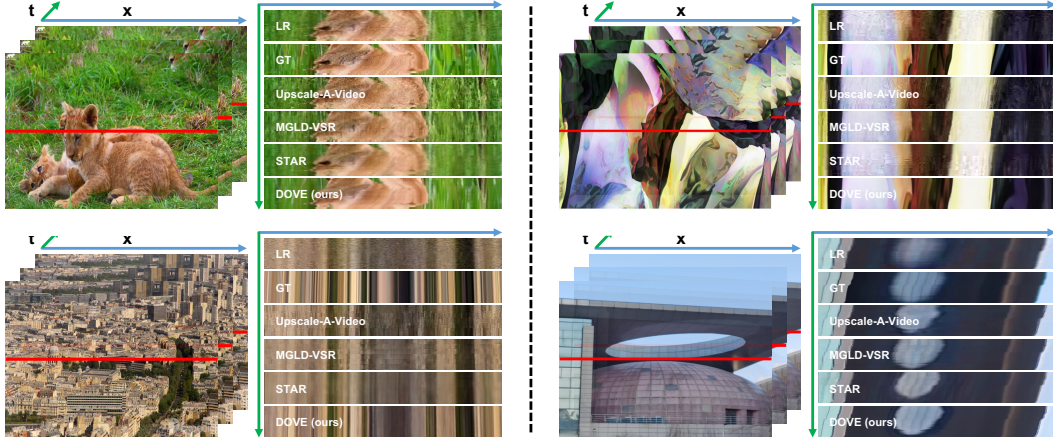 t
x
LR
GT
Upscale-A-Video
MGLD-VSR
STAR
DOVE (ours)
t
x
LR
GT
Upscale-A-Video
MGLD-VSR
STAR
DOVE (ours)
t
x
LR
GT
Upscale-A-Video
MGLD-VSR
STAR
DOVE (ours)
t
x
LR
GT
Upscale-A-Video
MGLD-VSR
STAR
DOVE (ours)